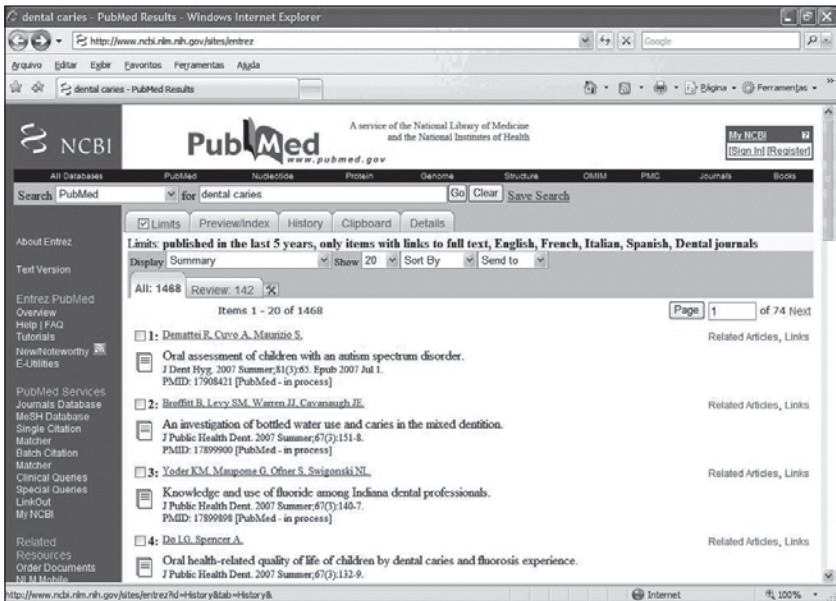 dental caries - PubMed Results - Windows Internet Explorer
http://www.ncbi.nlm.nih.gov/sites/entrez
Google
Arquivo Editar Exibir Favoritos Ferramentas Ajuda
dental caries - PubMed Results
Página Ferramentas
NCBI
PubMed
www.pubmed.gov
A service of the National Library of Medicine
and the National Institutes of Health
My NCBI
[Sign In] [Register]
All Databases PubMed Nucleotide Protein Genome Structure OMIM PMC Journals Books
Search PubMed for dental caries Go Clear Save Search
Limits Preview/Index History Clipboard Details
Limits: published in the last 5 years, only items with links to full text, English, French, Italian, Spanish, Dental journals
Display Summary Show 20 Sort By Send to
All: 1468 Review: 142
Items 1 - 20 of 1468
Page 1 of 74 Next
About Entrez
Text Version
Entrez PubMed
Overview
Help | FAQ
Tutorials
New/Noteworthy
E-Utilities
PubMed Services
Journals Database
MeSH Database
Single Citation
Matcher
Batch Citation
Matcher
Clinical Queries
Special Queries
LinkOut
My NCBI
Related
Resources
Order Documents
NLM Mobile
1: Demattei R, Cuvo A, Maurizio S. Related Articles, Links
Oral assessment of children with an autism spectrum disorder.
J Dent Hyg. 2007 Summer;81(3):65. Epub 2007 Jul 1.
PMID: 17908421 [PubMed - in process]
2: Broffitt B, Levy SM, Warren JJ, Cavanaugh JE. Related Articles, Links
An investigation of bottled water use and caries in the mixed dentition.
J Public Health Dent. 2007 Summer;67(3):151-8.
PMID: 17899900 [PubMed - in process]
3: Yoder KM, Maupome G, Ofner S, Swigonski NL. Related Articles, Links
Knowledge and use of fluoride among Indiana dental professionals.
J Public Health Dent. 2007 Summer;67(3):140-7.
PMID: 17899898 [PubMed - in process]
4: Do LG, Spencer A. Related Articles, Links
Oral health-related quality of life of children by dental caries and fluorosis experience.
J Public Health Dent. 2007 Summer;67(3):132-9.
http://www.ncbi.nlm.nih.gov/sites/entrez?id=History&tab=History& Internet 100%